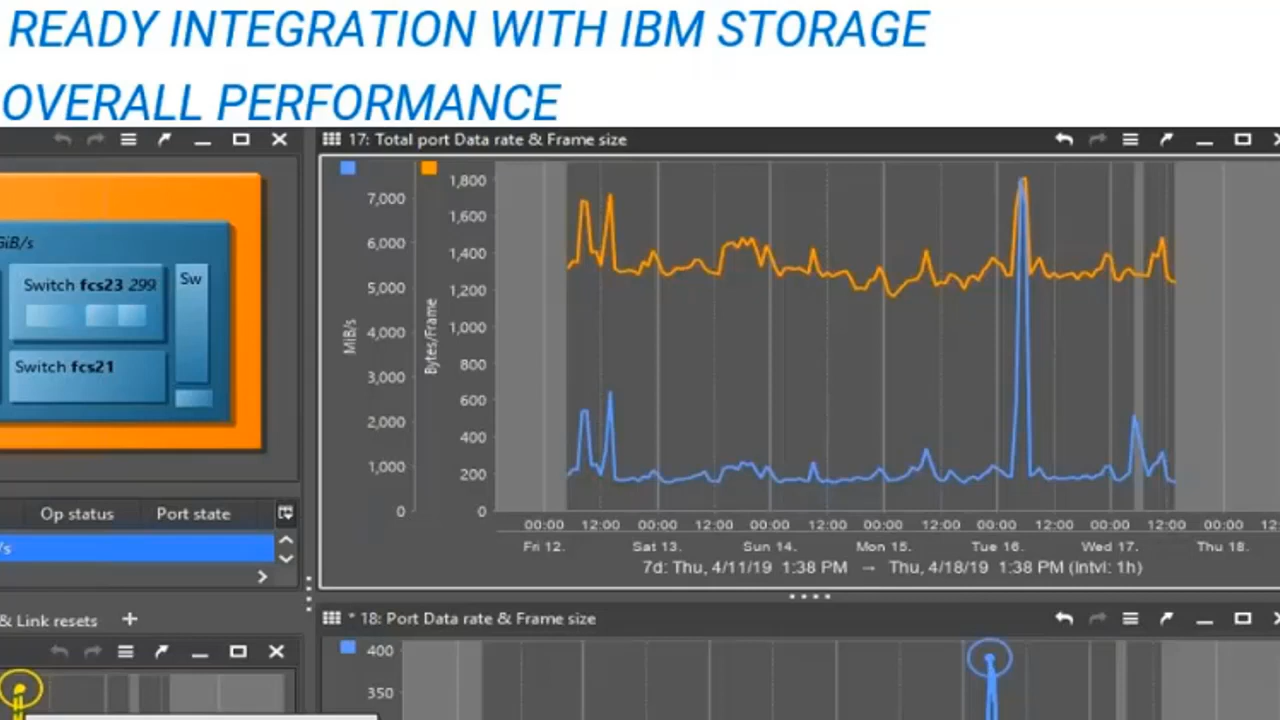 READY INTEGRATION WITH IBM STORAGE
OVERALL PERFORMANCE
17: Total port Data rate & Frame size
GiB/s
Switch fcs23 299
Sw
Switch fcs21
Op status Port state
/s
& Link resets +
MiB/s
7,000
6,000
5,000
4,000
3,000
2,000
1,000
0
Bytes/Frame
1,800
1,600
1,400
1,200
1,000
800
600
400
200
0
00:00 12:00 00:00 12:00 00:00 12:00 00:00 12:00 00:00 12:00 00:00 12:00 00:00 12:
Fri 12. Sat 13. Sun 14. Mon 15. Tue 16. Wed 17. Thu 18.
7d: Thu, 4/11/19 1:38 PM → Thu, 4/18/19 1:38 PM (Intvl: 1h)
* 18: Port Data rate & Frame size
400
350